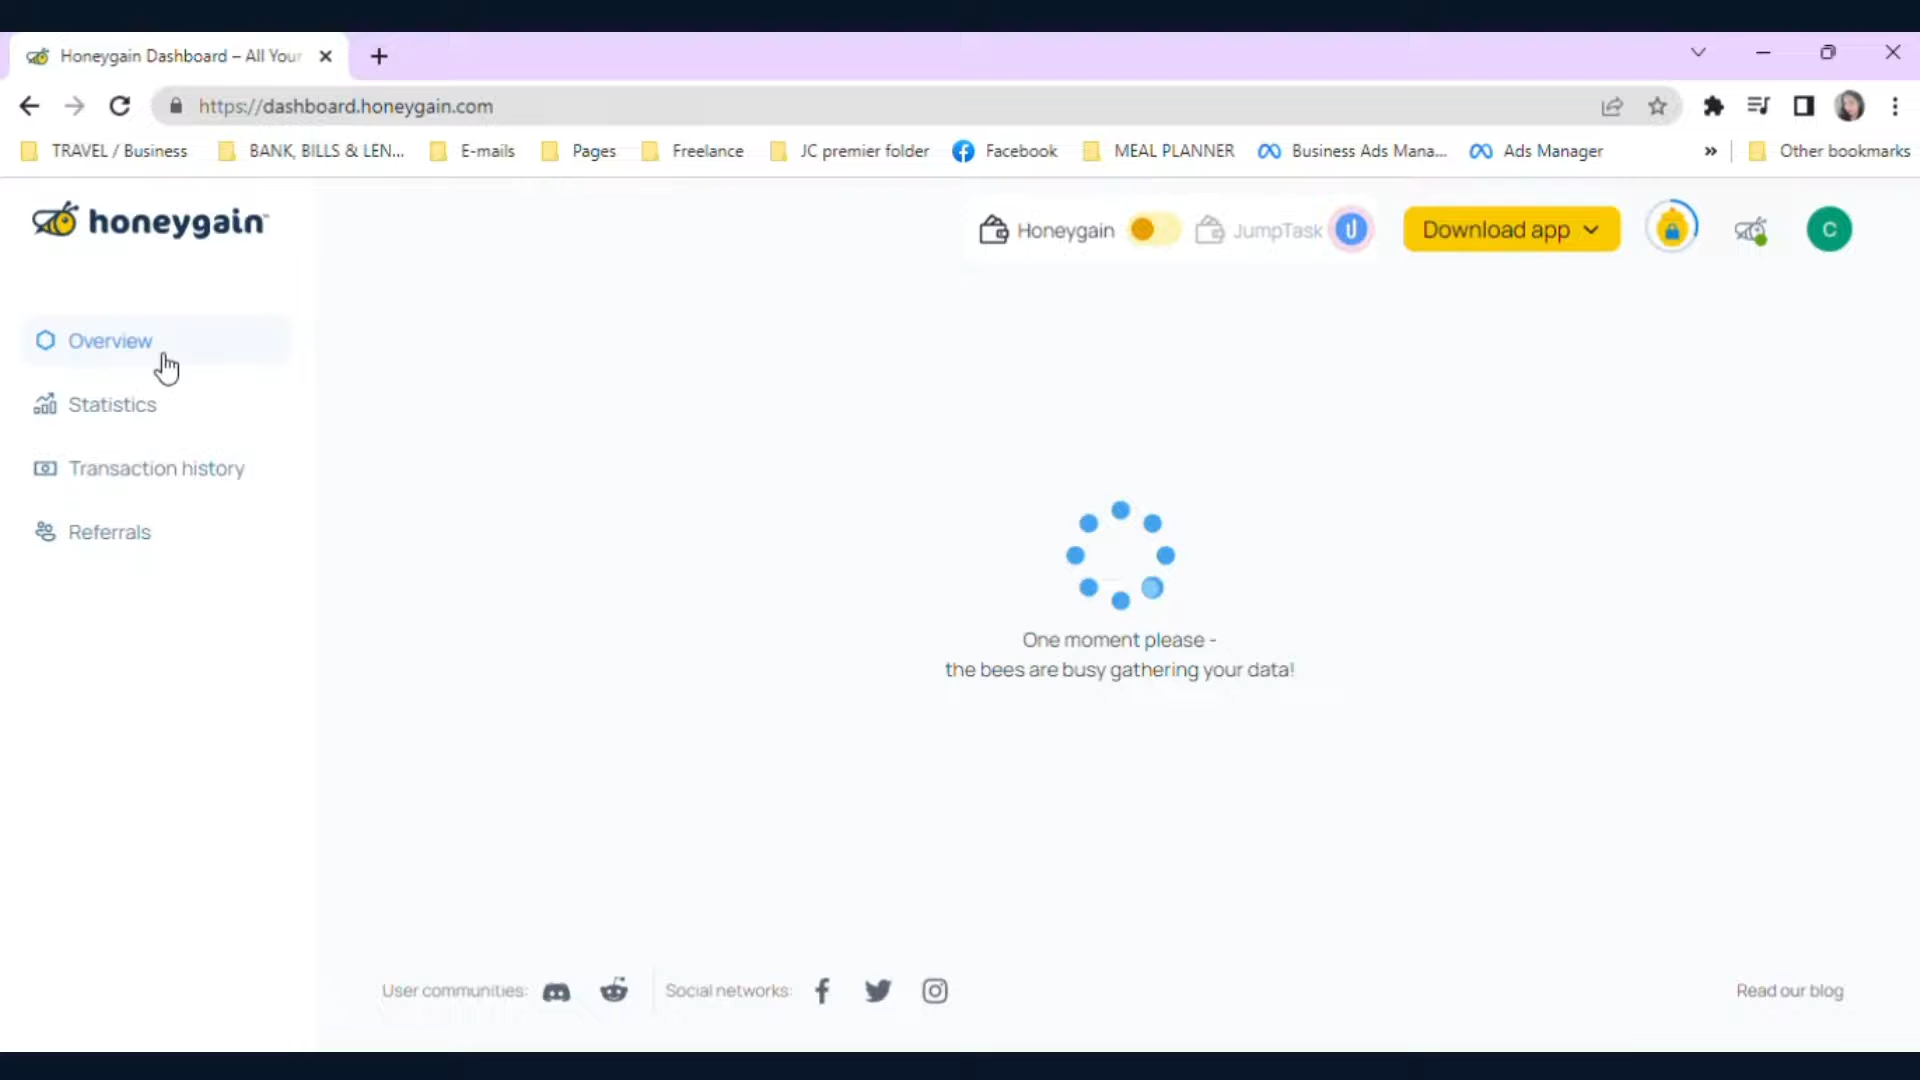 Honeygain Dashboard – All Your
https://dashboard.honeygain.com
TRAVEL / Business
BANK, BILLS & LEN...
E-mails
Pages
Freelance
JC premier folder
Facebook
MEAL PLANNER
Business Ads Mana...
Ads Manager
»
Other bookmarks
honeygain
Honeygain
JumpTask
Download app
C
Overview
Statistics
Transaction history
Referrals
One moment please -
the bees are busy gathering your data!
User communities:
Social networks:
Read our blog